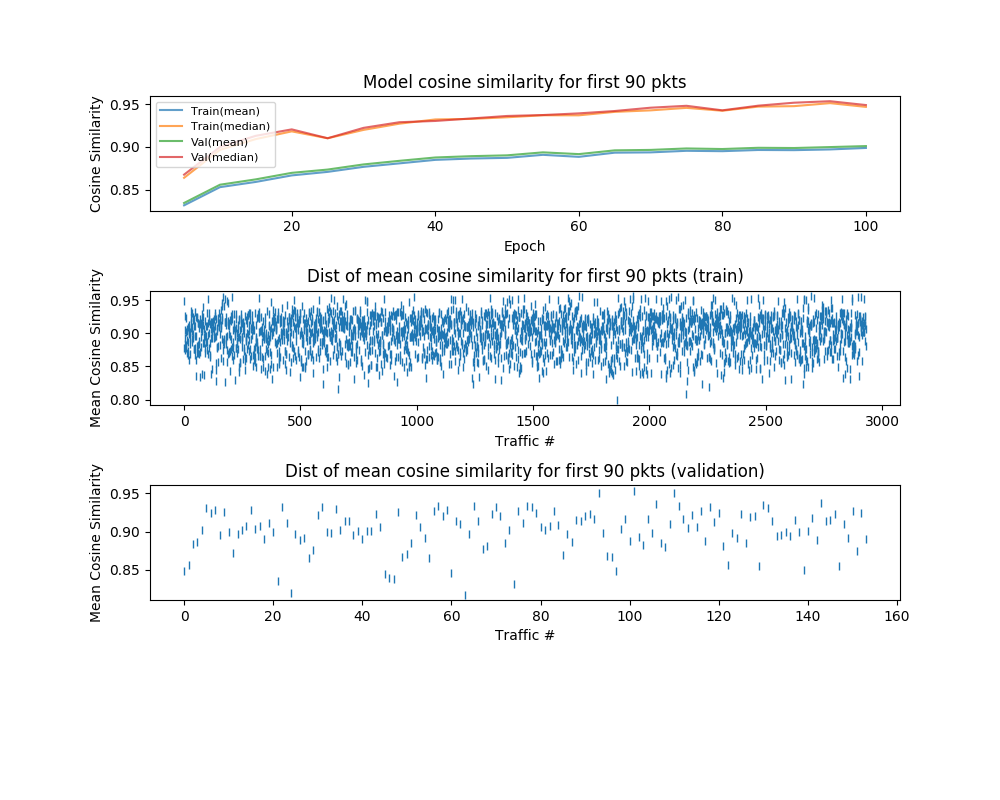 Model cosine similarity for first 90 pkts
Cosine Similarity
0.95
0.90
0.85
Train(mean)
Train(median)
Val(mean)
Val(median)
20 40 60 80 100
Epoch
Dist of mean cosine similarity for first 90 pkts (train)
Mean Cosine Similarity
0.95
0.90
0.85
0.80
0 500 1000 1500 2000 2500 3000
Traffic #
Dist of mean cosine similarity for first 90 pkts (validation)
Mean Cosine Similarity
0.95
0.90
0.85
0 20 40 60 80 100 120 140 160
Traffic #